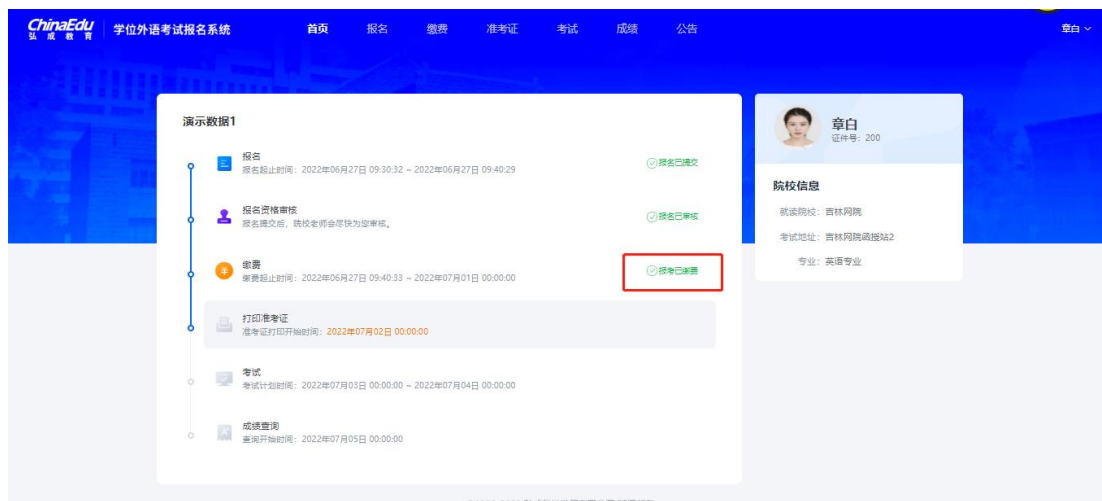 ChinaEdu
弘成教育
学位外语考试报名系统
首页 报名 缴费 准考证 考试 成绩 公告
章白
演示数据1
报名
报名起止时间：2022年06月27日 09:30:32 ~ 2022年06月27日 09:40:29
报名已提交
报名资格审核
报名提交后，院校老师会尽快为您审核。
报名已审核
缴费
缴费起止时间：2022年06月27日 09:40:33 ~ 2022年07月01日 00:00:00
报考已缴费
打印准考证
准考证打印开始时间：2022年07月02日 00:00:00
考试
考试计划时间：2022年07月03日 00:00:00 ~ 2022年07月04日 00:00:00
成绩查询
查询开始时间：2022年07月05日 00:00:00
章白
证件号：200
院校信息
就读院校：吉林网院
考试地址：吉林网院函授站2
专业：英语专业